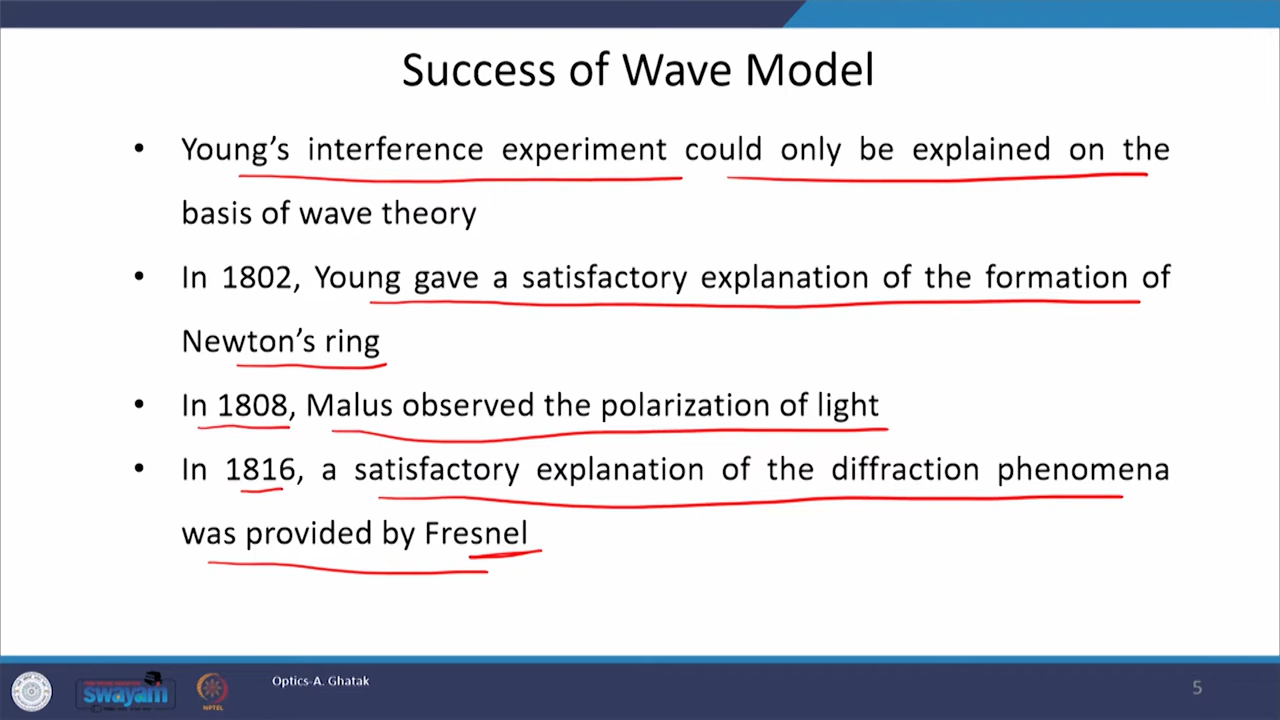 Success of Wave Model
• Young's interference experiment could only be explained on the
basis of wave theory
• In 1802, Young gave a satisfactory explanation of the formation of
Newton's ring
• In 1808, Malus observed the polarization of light
• In 1816, a satisfactory explanation of the diffraction phenomena
was provided by Fresnel
swayam
NPTEL
Optics-A. Ghatak
5